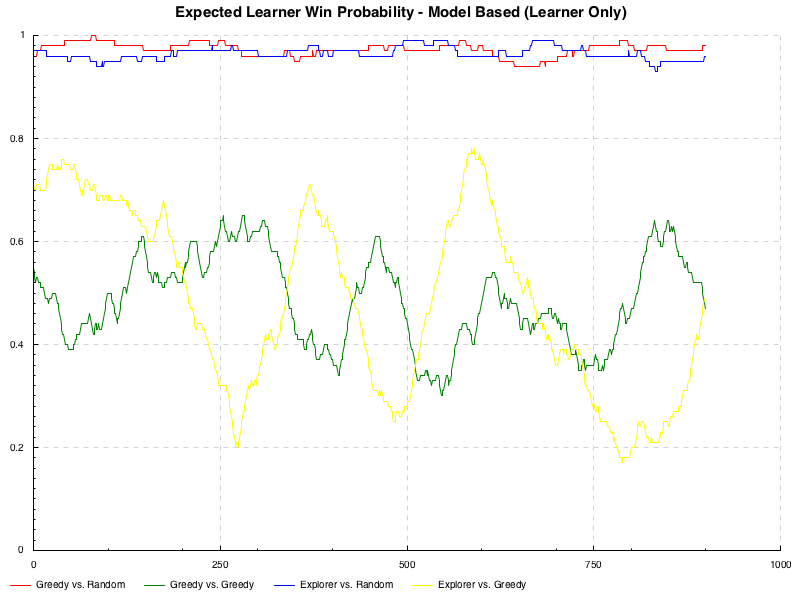 Expected Learner Win Probability - Model Based (Learner Only)
1
0.8
0.6
0.4
0.2
0
0 250 500 750 1000
Greedy vs. Random Greedy vs. Greedy Explorer vs. Random Explorer vs. Greedy